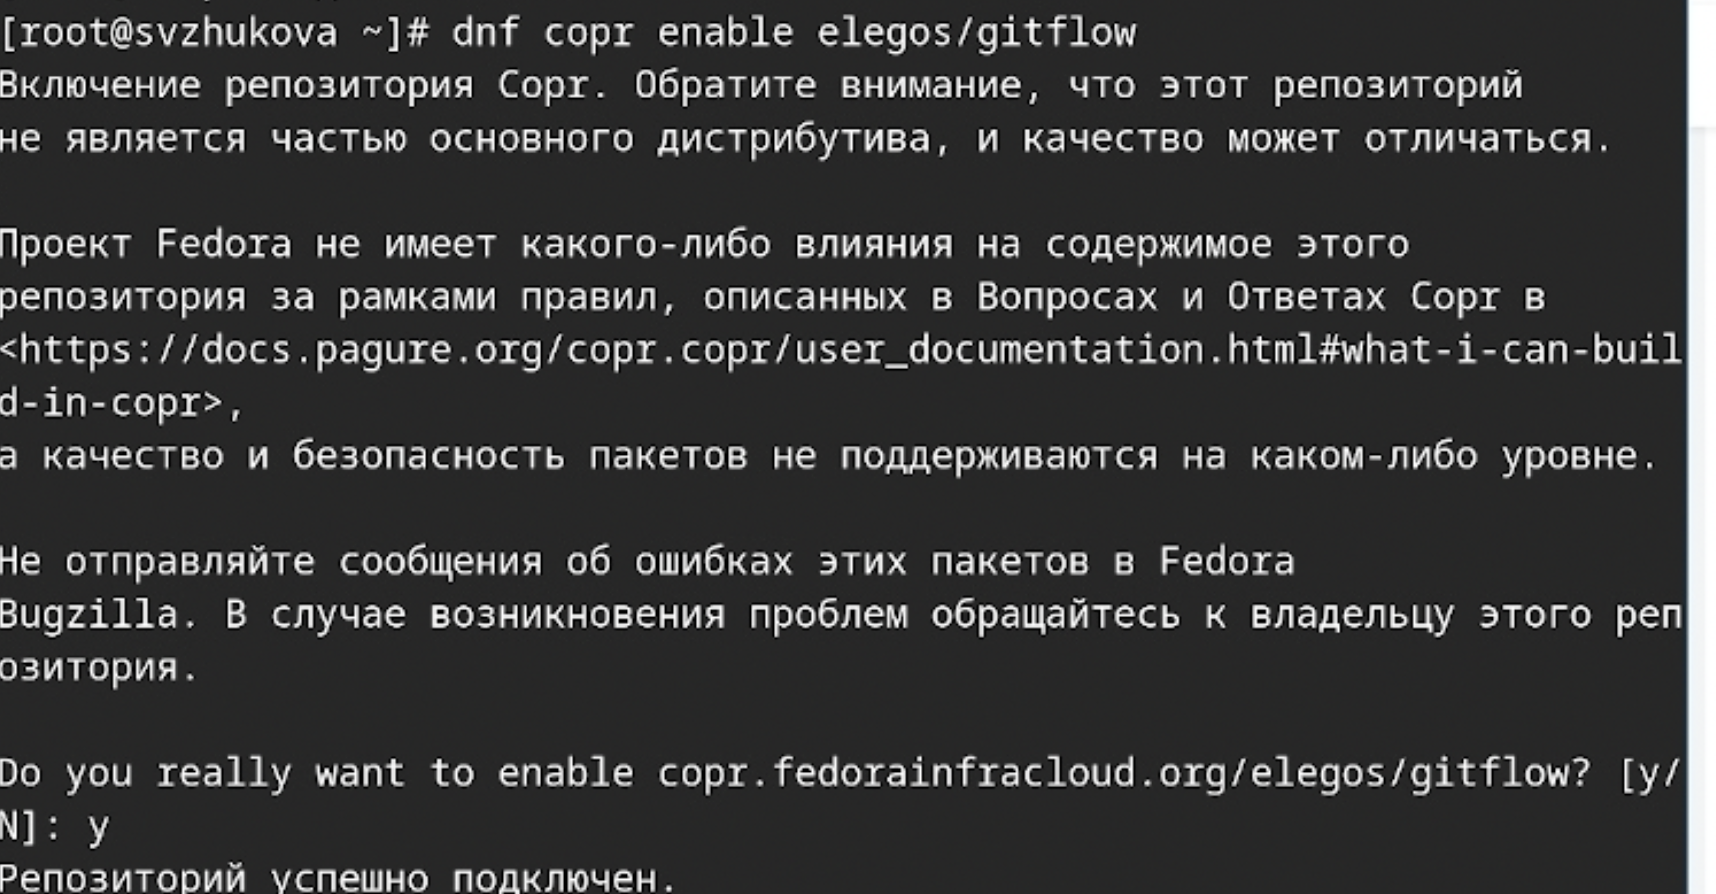 [root@svzhukova ~]# dnf copr enable elegos/gitflow
Включение репозитория Copr. Обратите внимание, что этот репозиторий
не является частью основного дистрибутива, и качество может отличаться.
Проект Fedora не имеет какого-либо влияния на содержимое этого
репозитория за рамками правил, описанных в Вопросах и Ответах Copr в
<https://docs.pagure.org/copr.copr/user_documentation.html#what-i-can-buil
d-in-copr>,
а качество и безопасность пакетов не поддерживаются на каком-либо уровне.
Не отправляйте сообщения об ошибках этих пакетов в Fedora
Bugzilla. В случае возникновения проблем обращайтесь к владельцу этого реп
озитория.
Do you really want to enable copr.fedorainfracloud.org/elegos/gitflow? [y/
N]: y
Репозиторий успешно подключен.